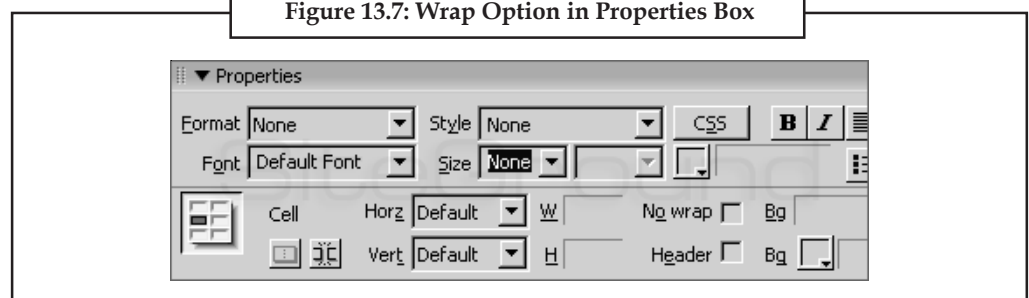 Figure 13.7: Wrap Option in Properties Box
Properties
Format None Style None CSS B I
Font Default Font Size None
SiteGround
Cell Horz Default W No wrap Bg
Vert Default H Header Bg